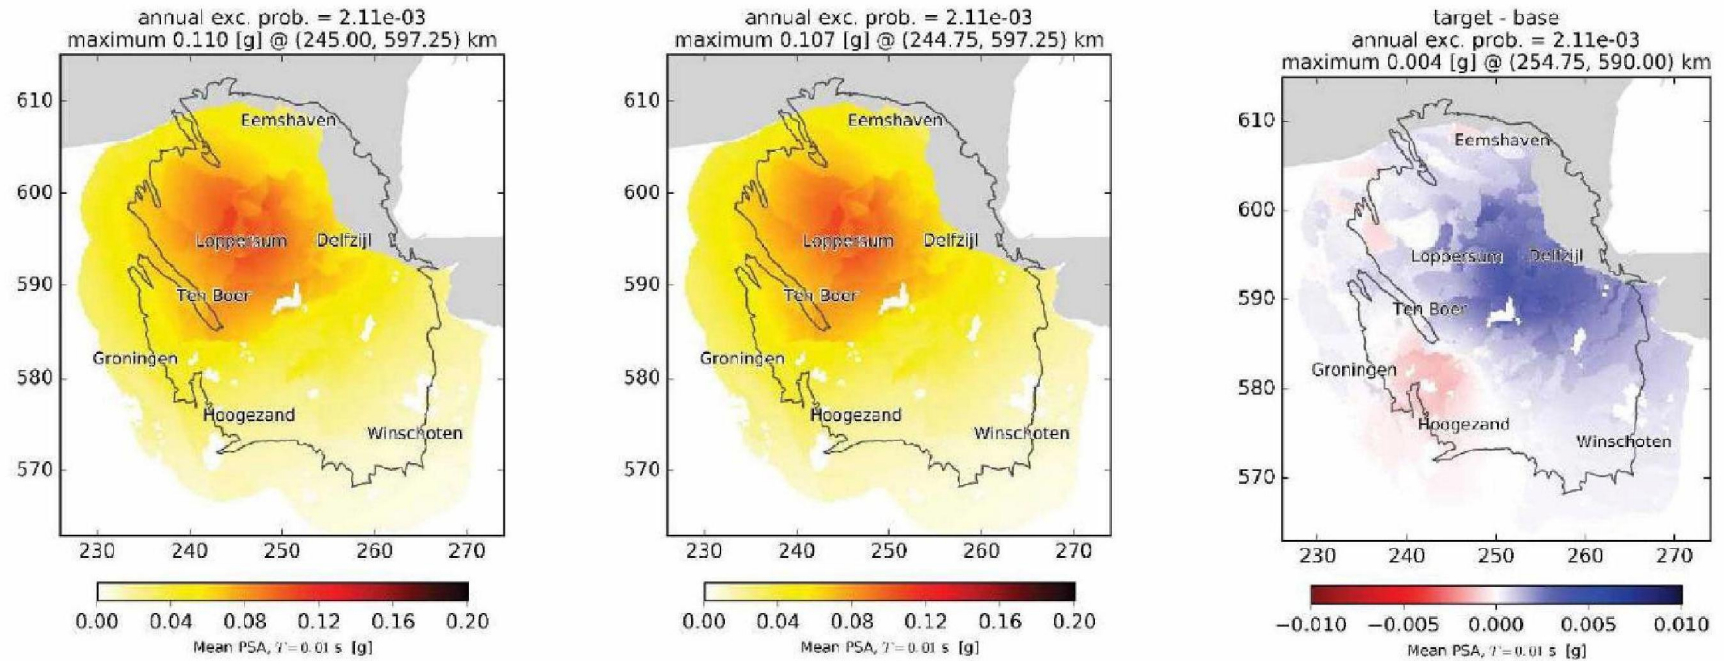 annual exc. prob. = 2.11e-03
maximum 0.110 [g] @ (245.00, 597.25) km
610
600
590
580
570
230 240 250 260 270
Eemshaven
Loppersum Delfzijl
Ten Boer
Groningen
Hoogezand
Winschoten
0.00 0.04 0.08 0.12 0.16 0.20
Mean PSA, T = 0.01 s [g]
annual exc. prob. = 2.11e-03
maximum 0.107 [g] @ (244.75, 597.25) km
610
600
590
580
570
230 240 250 260 270
Eemshaven
Loppersum Delfzijl
Ten Boer
Groningen
Hoogezand
Winschoten
0.00 0.04 0.08 0.12 0.16 0.20
Mean PSA, T = 0.01 s [g]
target - base
annual exc. prob. = 2.11e-03
maximum 0.004 [g] @ (254.75, 590.00) km
610
600
590
580
570
230 240 250 260 270
Eemshaven
Loppersum Delfzijl
Ten Boer
Groningen
Hoogezand
Winschoten
−0.010 −0.005 0.000 0.005 0.010
Mean PSA, T = 0.01 s [g]